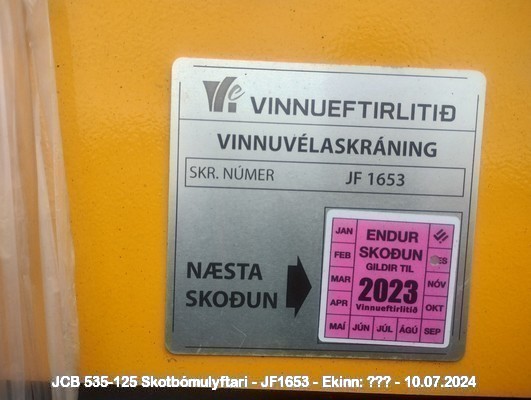 VINNUEFTIRLITIÐ
VINNUVÉLASKRÁNING
SKR. NÚMER JF 1653
NÆSTA
SKOÐUN
JAN
FEB
MAR
APR
MAÍ JÚN JÚL ÁGÚ SEP
OKT
NÓV
ENDUR
SKOÐUN
GILDIR TIL
2023
Vinnueftirlitið
JCB 535-125 Skotbómulyftari - JF1653 - Ekinn: ??? - 10.07.2024